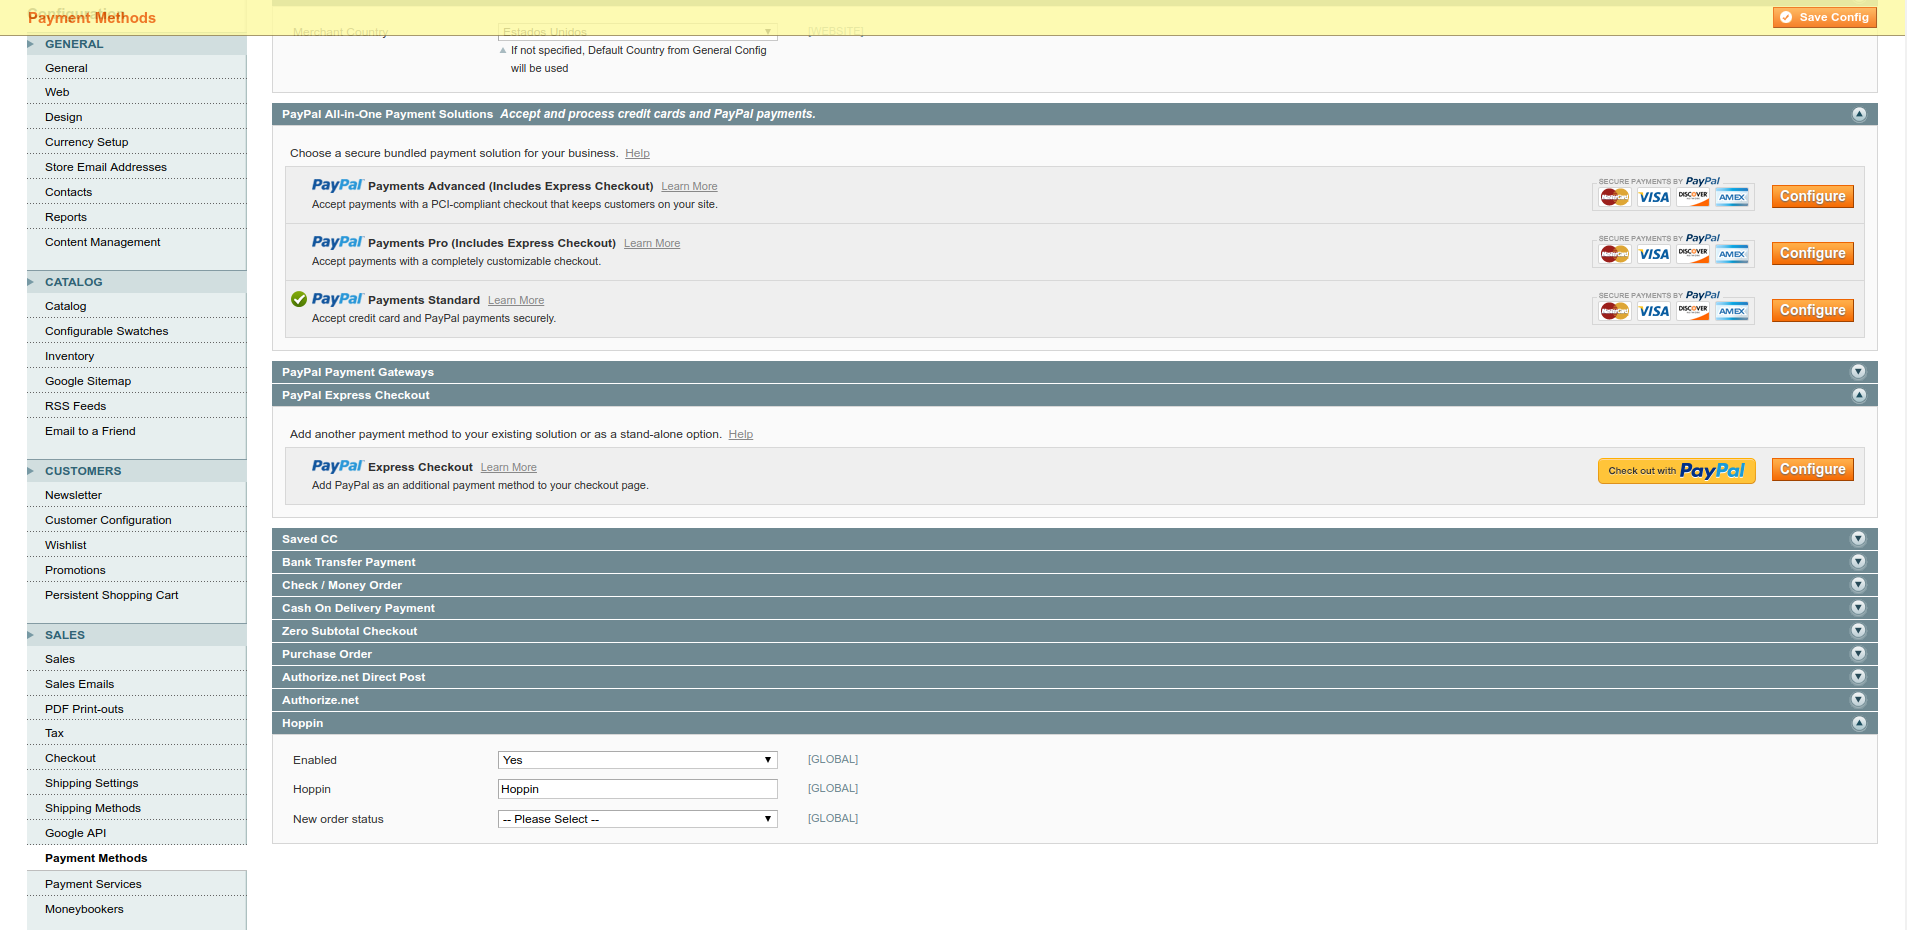 Configuration
Payment Methods
Save Config
GENERAL
General
Web
Design
Currency Setup
Store Email Addresses
Contacts
Reports
Content Management
CATALOG
Catalog
Configurable Swatches
Inventory
Google Sitemap
RSS Feeds
Email to a Friend
CUSTOMERS
Newsletter
Customer Configuration
Wishlist
Promotions
Persistent Shopping Cart
SALES
Sales
Sales Emails
PDF Print-outs
Tax
Checkout
Shipping Settings
Shipping Methods
Google API
Payment Methods
Payment Services
Moneybookers
Merchant Country Estados Unidos [WEBSITE]
If not specified, Default Country from General Config
will be used
PayPal All-in-One Payment Solutions Accept and process credit cards and PayPal payments.
Choose a secure bundled payment solution for your business. Help
PayPal Payments Advanced (Includes Express Checkout) Learn More
Accept payments with a PCI-compliant checkout that keeps customers on your site.
SECURE PAYMENTS BY PayPal
MasterCard VISA DISCOVER AMEX
Configure
PayPal Payments Pro (Includes Express Checkout) Learn More
Accept payments with a completely customizable checkout.
SECURE PAYMENTS BY PayPal
MasterCard VISA DISCOVER AMEX
Configure
PayPal Payments Standard Learn More
Accept credit card and PayPal payments securely.
SECURE PAYMENTS BY PayPal
MasterCard VISA DISCOVER AMEX
Configure
PayPal Payment Gateways
PayPal Express Checkout
Add another payment method to your existing solution or as a stand-alone option. Help
PayPal Express Checkout Learn More
Add PayPal as an additional payment method to your checkout page.
Check out with PayPal
Configure
Saved CC
Bank Transfer Payment
Check / Money Order
Cash On Delivery Payment
Zero Subtotal Checkout
Purchase Order
Authorize.net Direct Post
Authorize.net
Hoppin
Enabled Yes [GLOBAL]
Hoppin Hoppin [GLOBAL]
New order status -- Please Select -- [GLOBAL]